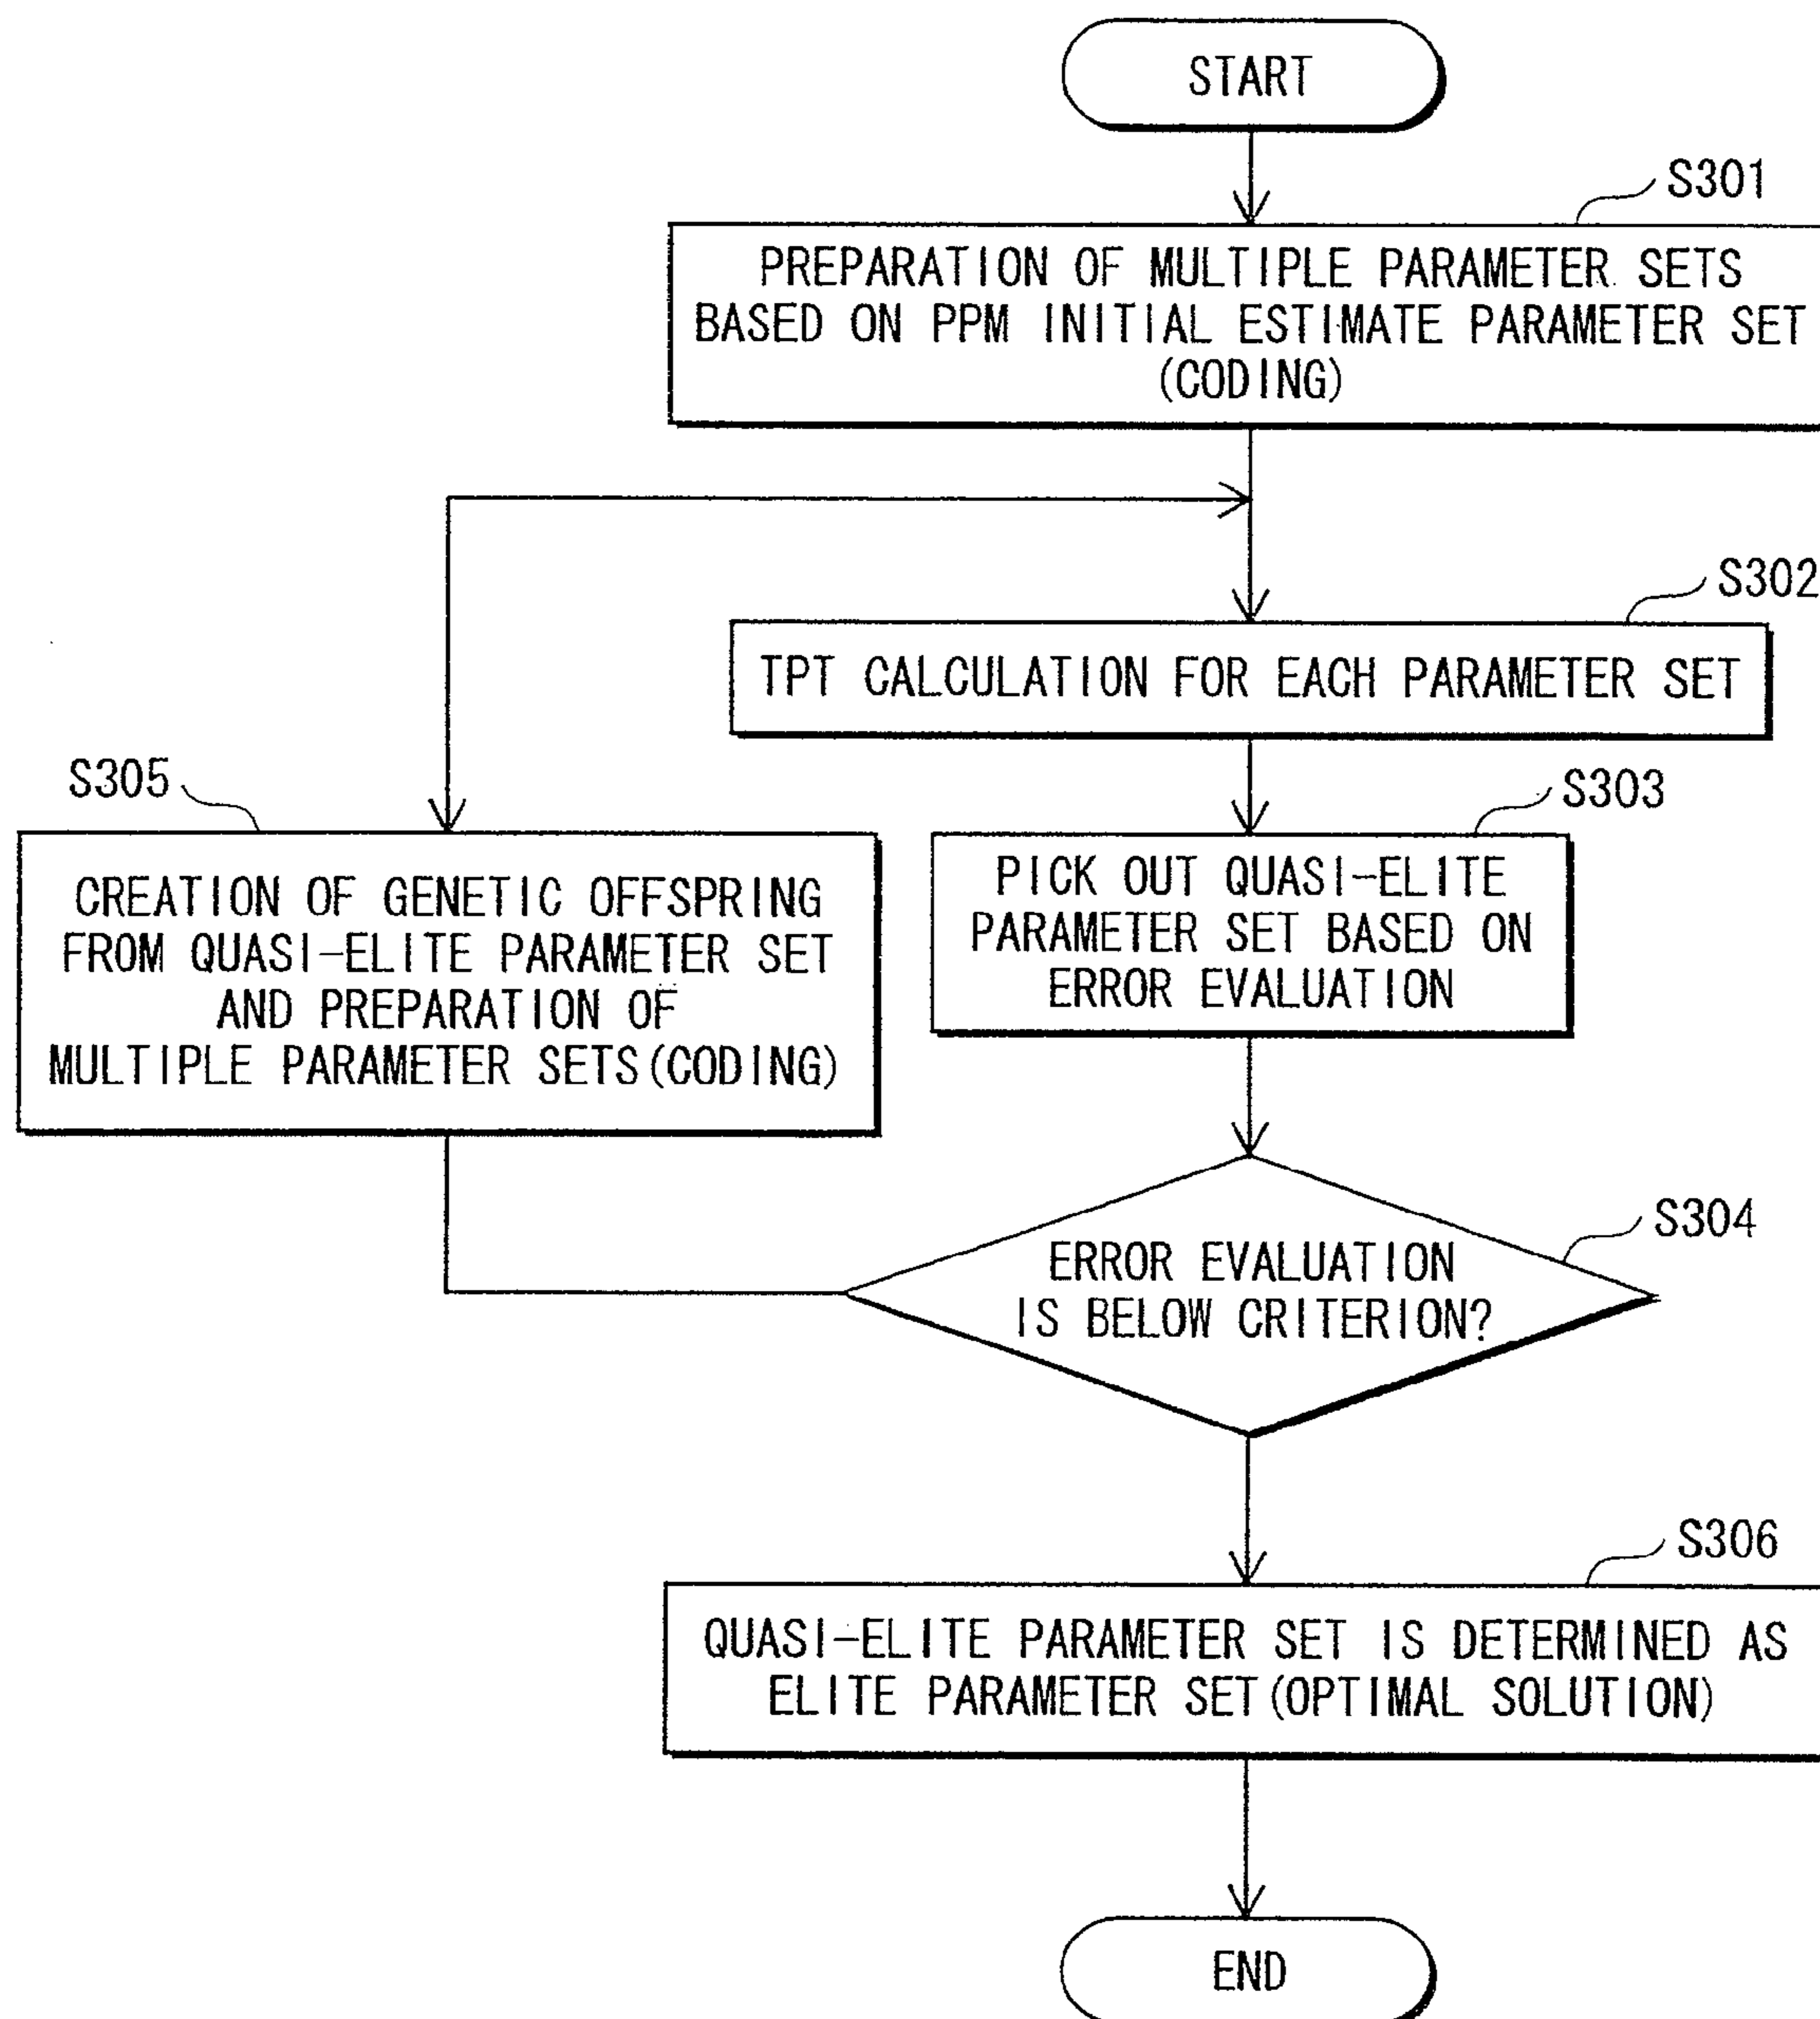 START
S301
PREPARATION OF MULTIPLE PARAMETER SETS
BASED ON PPM INITIAL ESTIMATE PARAMETER SET
(CODING)
S302
TPT CALCULATION FOR EACH PARAMETER SET
S305
CREATION OF GENETIC OFFSPRING
FROM QUASI-ELITE PARAMETER SET
AND PREPARATION OF
MULTIPLE PARAMETER SETS(CODING)
S303
PICK OUT QUASI-ELITE
PARAMETER SET BASED ON
ERROR EVALUATION
S304
ERROR EVALUATION
IS BELOW CRITERION?
S306
QUASI-ELITE PARAMETER SET IS DETERMINED AS
ELITE PARAMETER SET(OPTIMAL SOLUTION)
END